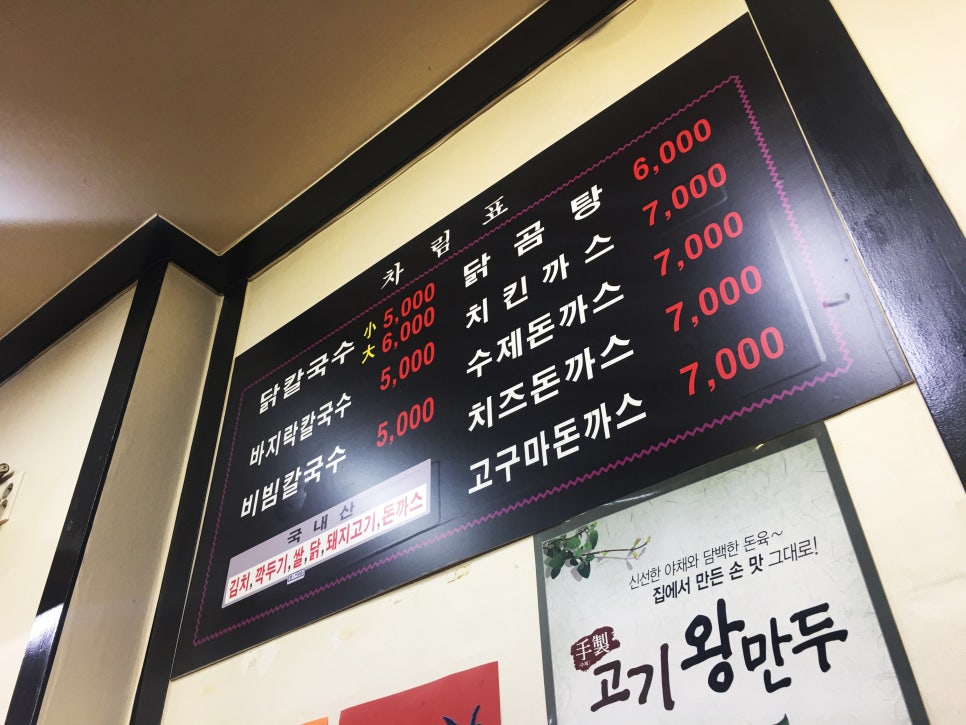 차림표
닭칼국수 小 5,000
大 6,000
바지락칼국수 5,000
비빔칼국수 5,000
닭곰탕 6,000
치킨까스 7,000
수제돈까스 7,000
치즈돈까스 7,000
고구마돈까스 7,000
국내산
김치,깍두기,쌀,닭,돼지고기,돈까스
신선한 야채와 담백한 돈육~
집에서 만든 손 맛 그대로!
手製
고기왕만두